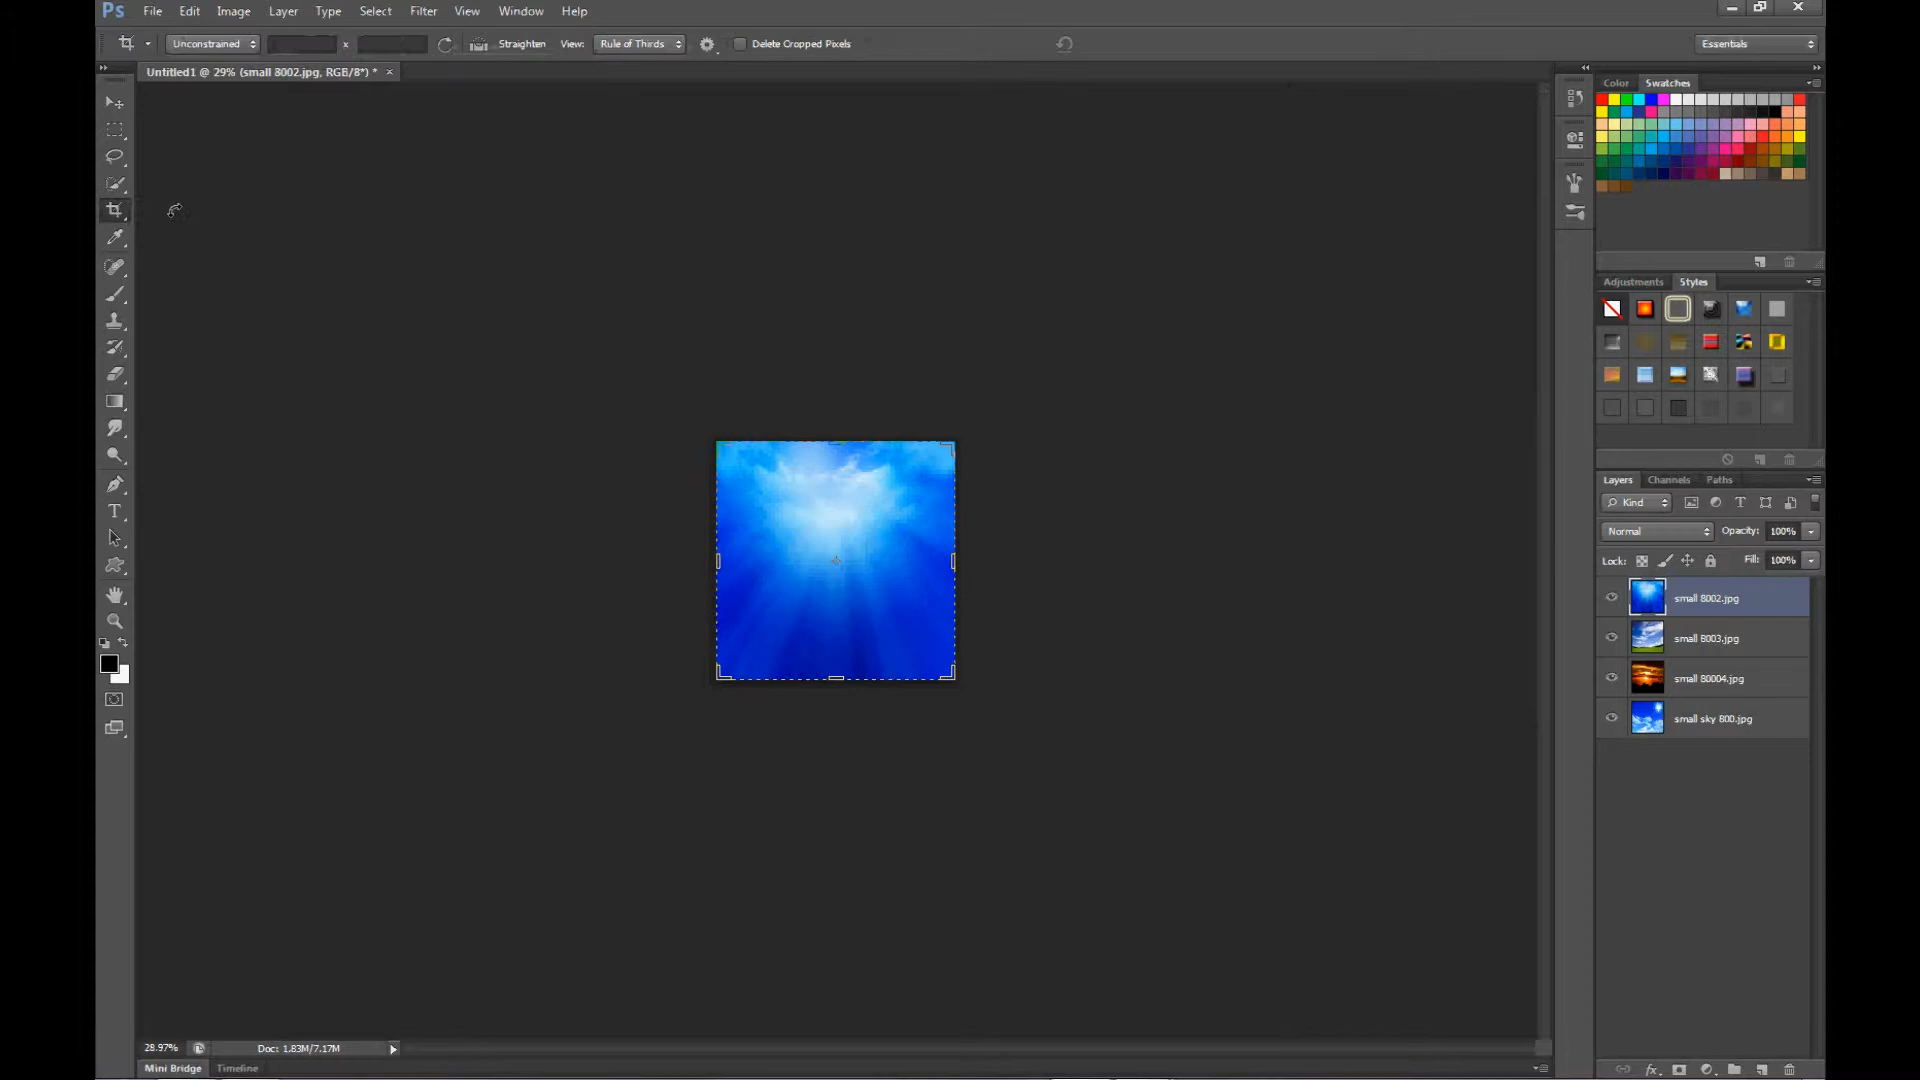 Ps File Edit Image Layer Type Select Filter View Window Help
Unconstrained x Straighten View: Rule of Thirds Delete Cropped Pixels Essentials
Untitled1 @ 29% (small 8002.jpg, RGB/8*) * ×
Color Swatches
Adjustments Styles
Layers Channels Paths
Kind
Normal Opacity: 100%
Lock: Fill: 100%
small 8002.jpg
small 8003.jpg
small 80004.jpg
small sky 800.jpg
T
28.97% Doc: 1.83M/7.17M
Mini Bridge Timeline
fx